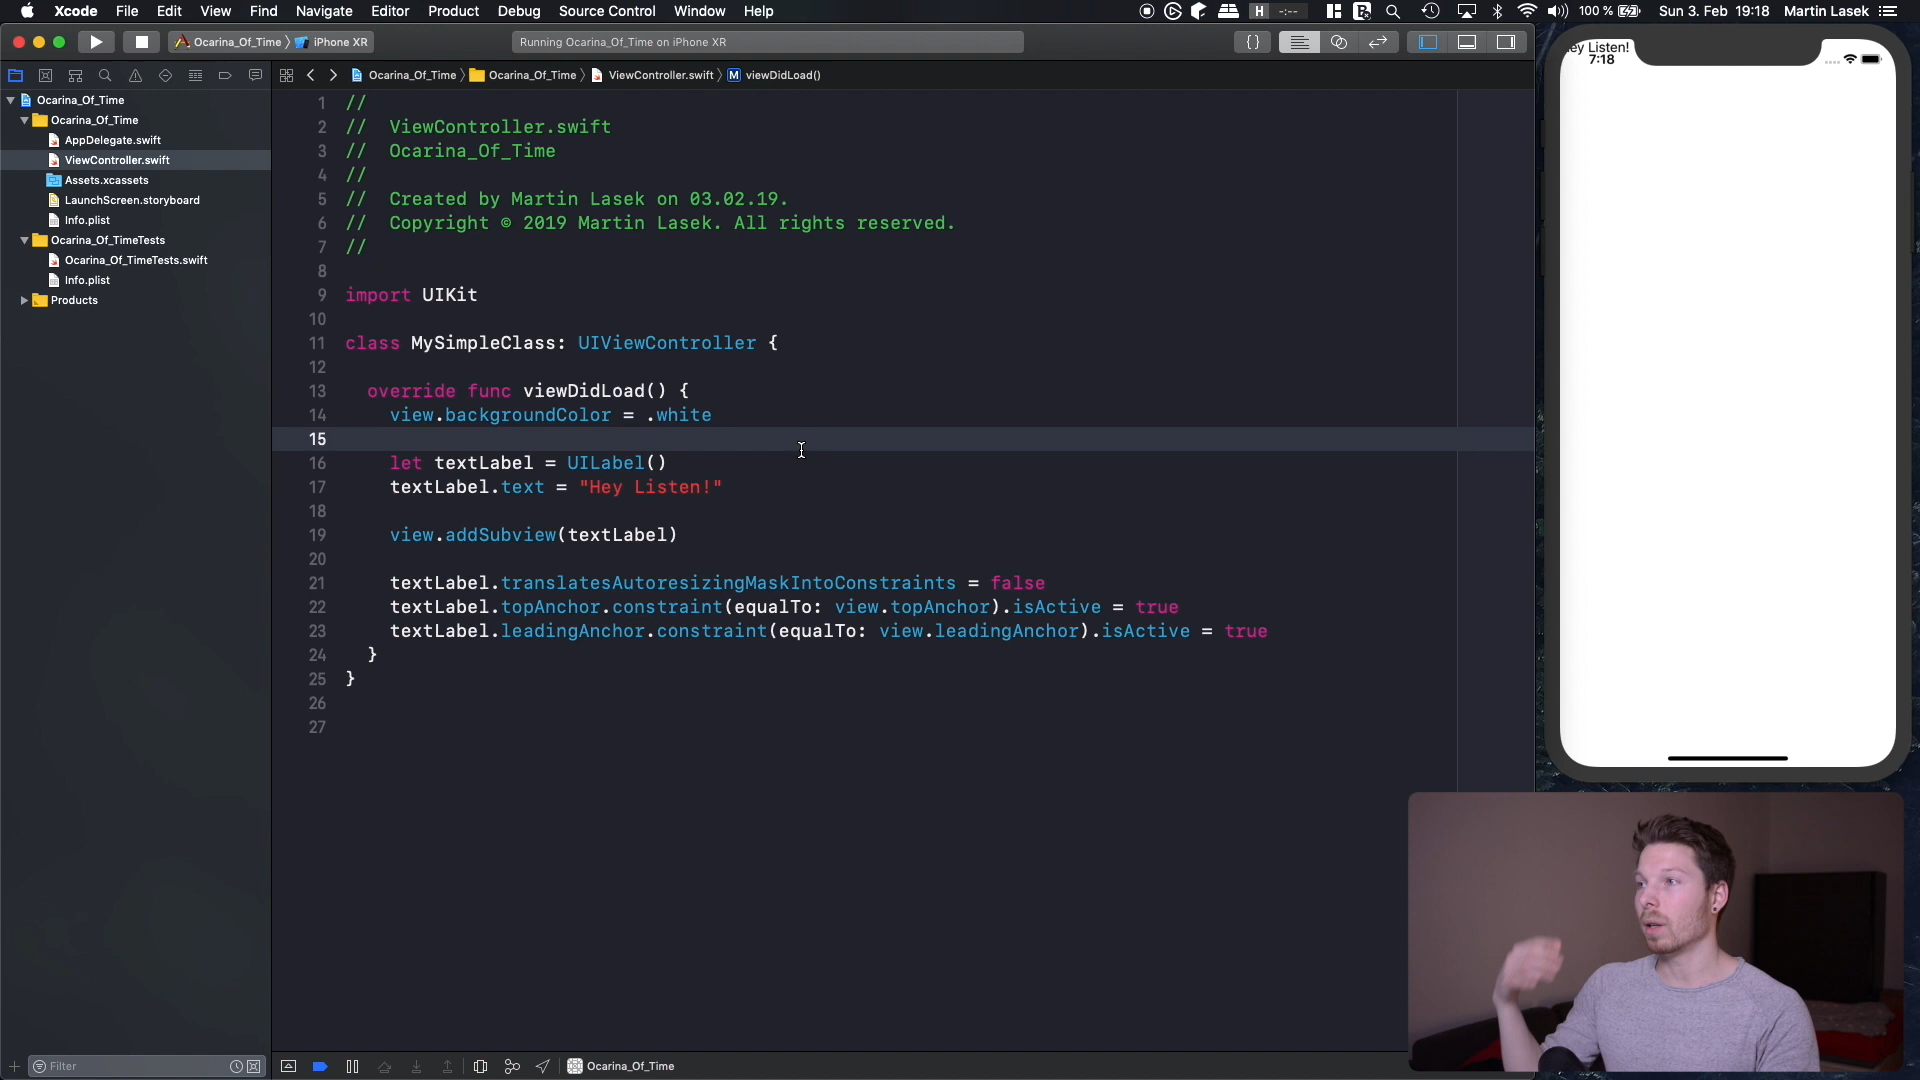 Xcode File Edit View Find Navigate Editor Product Debug Source Control Window Help
H -:-- 100 % Sun 3. Feb 19:18 Martin Lasek
Ocarina_Of_Time iPhone XR
Running Ocarina_Of_Time on iPhone XR
{ }
Ocarina_Of_Time Ocarina_Of_Time ViewController.swift M viewDidLoad()
Ocarina_Of_Time
Ocarina_Of_Time
AppDelegate.swift
ViewController.swift
Assets.xcassets
LaunchScreen.storyboard
Info.plist
Ocarina_Of_TimeTests
Ocarina_Of_TimeTests.swift
Info.plist
Products
1 //
2 // ViewController.swift
3 // Ocarina_Of_Time
4 //
5 // Created by Martin Lasek on 03.02.19.
6 // Copyright © 2019 Martin Lasek. All rights reserved.
7 //
8
9 import UIKit
10
11 class MySimpleClass: UIViewController {
12
13 override func viewDidLoad() {
14 view.backgroundColor = .white
15
16 let textLabel = UILabel()
17 textLabel.text = "Hey Listen!"
18
19 view.addSubview(textLabel)
20
21 textLabel.translatesAutoresizingMaskIntoConstraints = false
22 textLabel.topAnchor.constraint(equalTo: view.topAnchor).isActive = true
23 textLabel.leadingAnchor.constraint(equalTo: view.leadingAnchor).isActive = true
24 }
25 }
26
27
ey Listen!
7:18
Filter
Ocarina_Of_Time